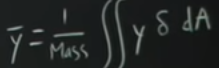 ȳ = 1/Mass ∬ y δ dA